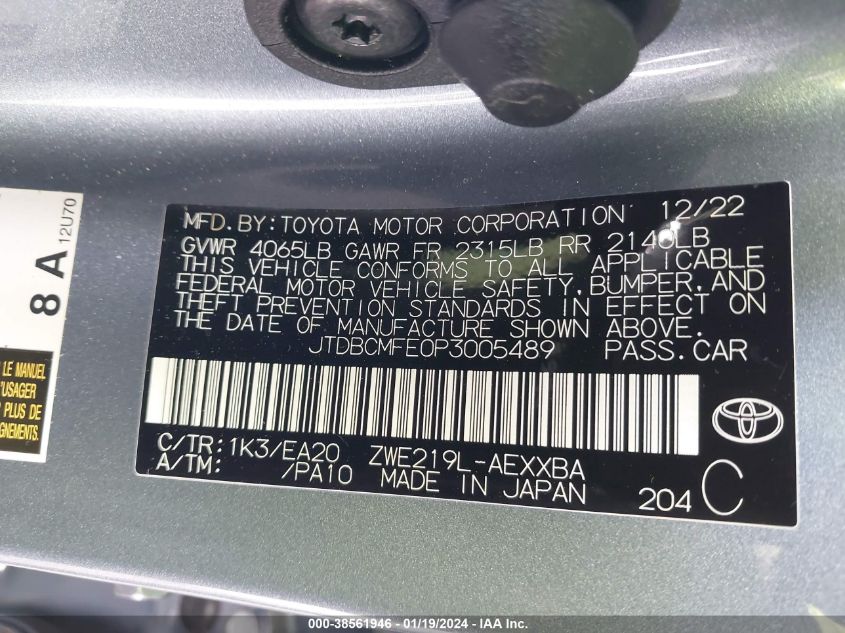 MFD. BY: TOYOTA MOTOR CORPORATION 12/22
GVWR 4065LB GAWR FR 2315LB RR 2140LB
THIS VEHICLE CONFORMS TO ALL APPLICABLE
FEDERAL MOTOR VEHICLE SAFETY, BUMPER, AND
THEFT PREVENTION STANDARDS IN EFFECT ON
THE DATE OF MANUFACTURE SHOWN ABOVE.
JTDBCMFE0P3005489 PASS. CAR
C/TR: 1K3/EA20 ZWE219L-AEXXBA
A/TM: /PA10 MADE IN JAPAN
204 C
8 A
12U70
LE MANUEL
D'USAGER
PLUS DE
000-38561946 - 01/19/2024 - IAAI.COM